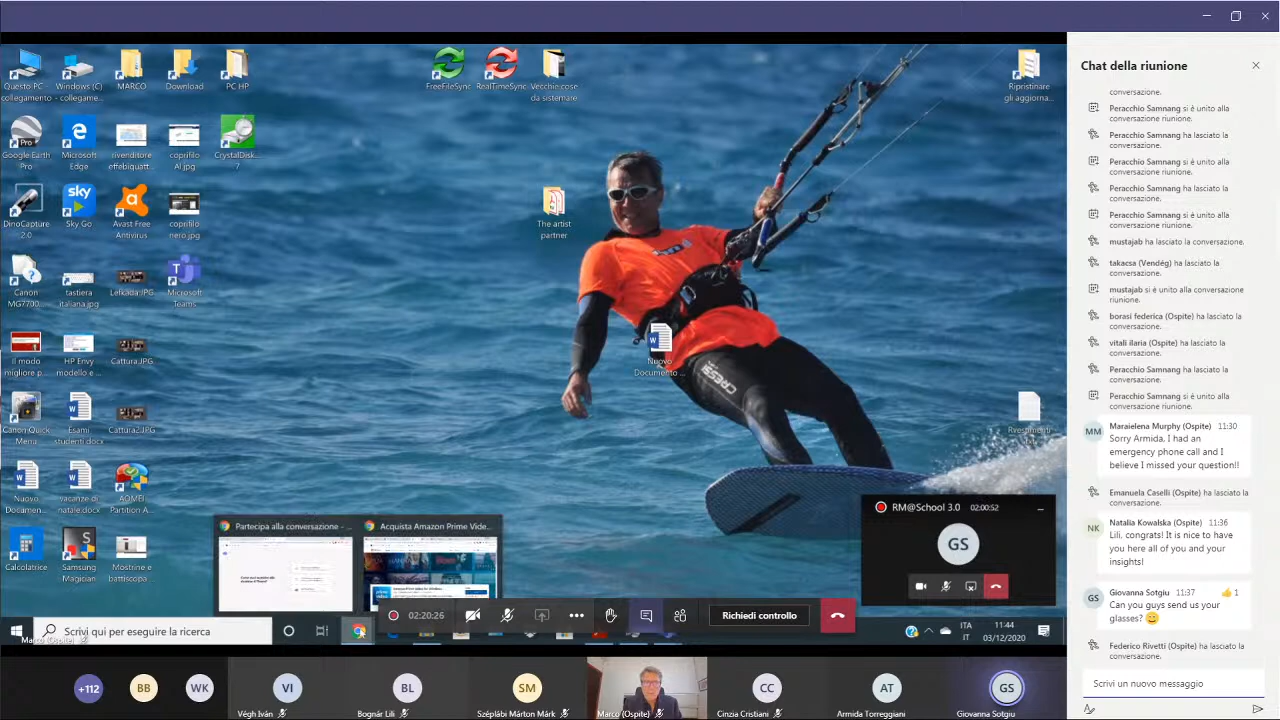 Chat della riunione
conversazione.
Peracchio Samnang si è unito alla
conversazione riunione.
Peracchio Samnang ha lasciato la
conversazione.
Peracchio Samnang si è unito alla
conversazione riunione.
Peracchio Samnang ha lasciato la
conversazione.
Peracchio Samnang si è unito alla
conversazione riunione.
mustajab ha lasciato la conversazione.
takacsa (Vendég) ha lasciato la
conversazione.
mustajab si è unito alla conversazione
riunione.
borasi federica (Ospite) ha lasciato la
conversazione.
vitali ilaria (Ospite) ha lasciato la
conversazione.
Peracchio Samnang ha lasciato la
conversazione.
Peracchio Samnang si è unito alla
conversazione riunione.
MM
Maraielena Murphy (Ospite) 11:30
Sorry Armida, I had an
emergency phone call and I
believe I missed your question!!
Emanuela Caselli (Ospite) ha lasciato la
conversazione.
NK
Natalia Kowalska (Ospite) 11:36
Lili, congrats! It is nice to have
you here all of you and your
insights!
GS
Giovanna Sotgiu 11:37 1
Can you guys send us your
glasses?
Federico Rivetti (Ospite) ha lasciato la
conversazione.
Scrivi un nuovo messaggio
Questo PC -
collegamento
Windows (C)
- collegame...
MARCO
Download
PC HP
FreeFileSync
RealTimeSync
Vecchie cose
da sistemare
Ripristinare
gli aggiorna...
Pro
Google Earth
Pro
Microsoft
Edge
rivenditore
effebiquatt...
coprifilo
Al.jpg
CrystalDisk...
7
sky
DinoCapture
2.0
Sky Go
Avast Free
Antivirus
coprifilo
nero.jpg
The artist
partner
Canon
MG7700...
tastiera
italiana.jpg
Lefkada.JPG
Microsoft
Teams
Il modo
migliore p...
HP Envy
modello e ...
Cattura.JPG
Nuovo
Documento ...
CRESSI
Canon Quick
Menu
Esami
studenti.docx
Cattura2.JPG
Nuovo
Documen...
vacanze di
natale.docx
AOMEI
Partition A...
Calcolatrice
Samsung
Magician
Mostrine e
battiscopa...
Partecipa alla conversazione - ...
Acquista Amazon Prime Vide...
RM@School 3.0 02:00:52
GS
02:20:26
Richiedi controllo
Scrivi qui per eseguire la ricerca
ITA
IT
11:44
03/12/2020
+112
BB
WK
VI
Végh Iván
BL
Bognár Lili
SM
Széplábi Márton Márk
Marco (Ospite)
CC
Cinzia Cristiani
AT
Armida Torreggiani
GS
Giovanna Sotgiu